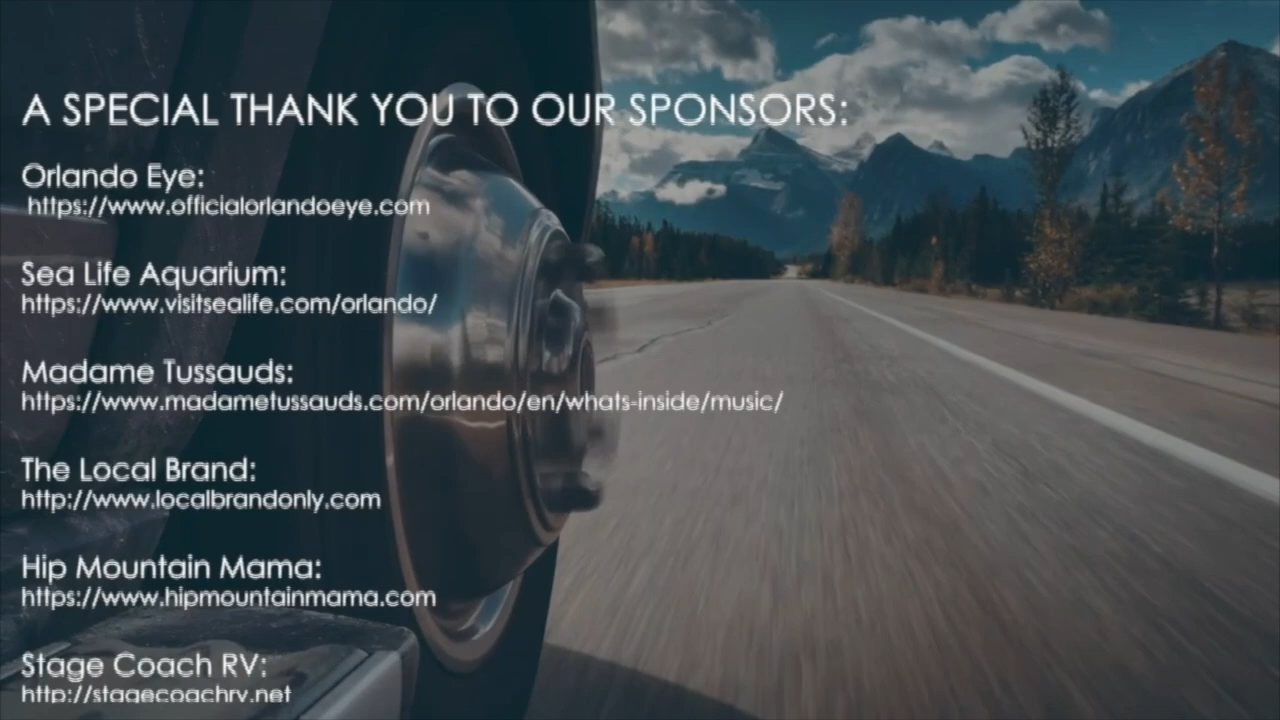 A SPECIAL THANK YOU TO OUR SPONSORS:
Orlando Eye:
https://www.officialorlandoeye.com
Sea Life Aquarium:
https://www.visitsealife.com/orlando/
Madame Tussauds:
https://www.madametussauds.com/orlando/en/whats-inside/music/
The Local Brand:
http://www.localbrandonly.com
Hip Mountain Mama:
https://www.hipmountainmama.com
Stage Coach RV:
http://stagecoachrv.net